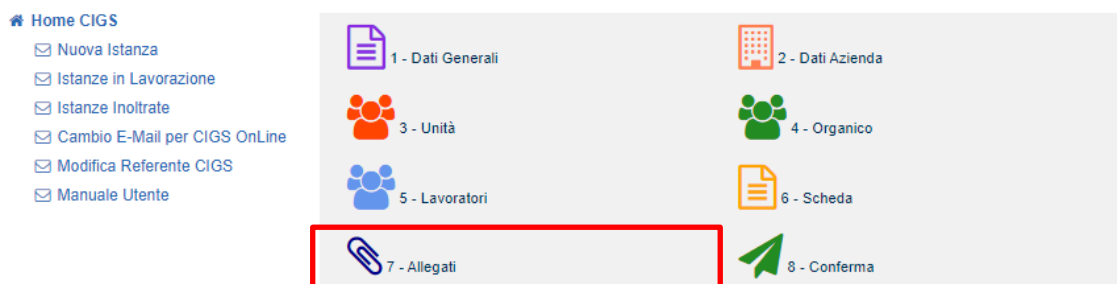 Home CIGS
Nuova Istanza
Istanze in Lavorazione
Istanze Inoltrate
Cambio E-Mail per CIGS OnLine
Modifica Referente CIGS
Manuale Utente
1 - Dati Generali
2 - Dati Azienda
3 - Unità
4 - Organico
5 - Lavoratori
6 - Scheda
7 - Allegati
8 - Conferma